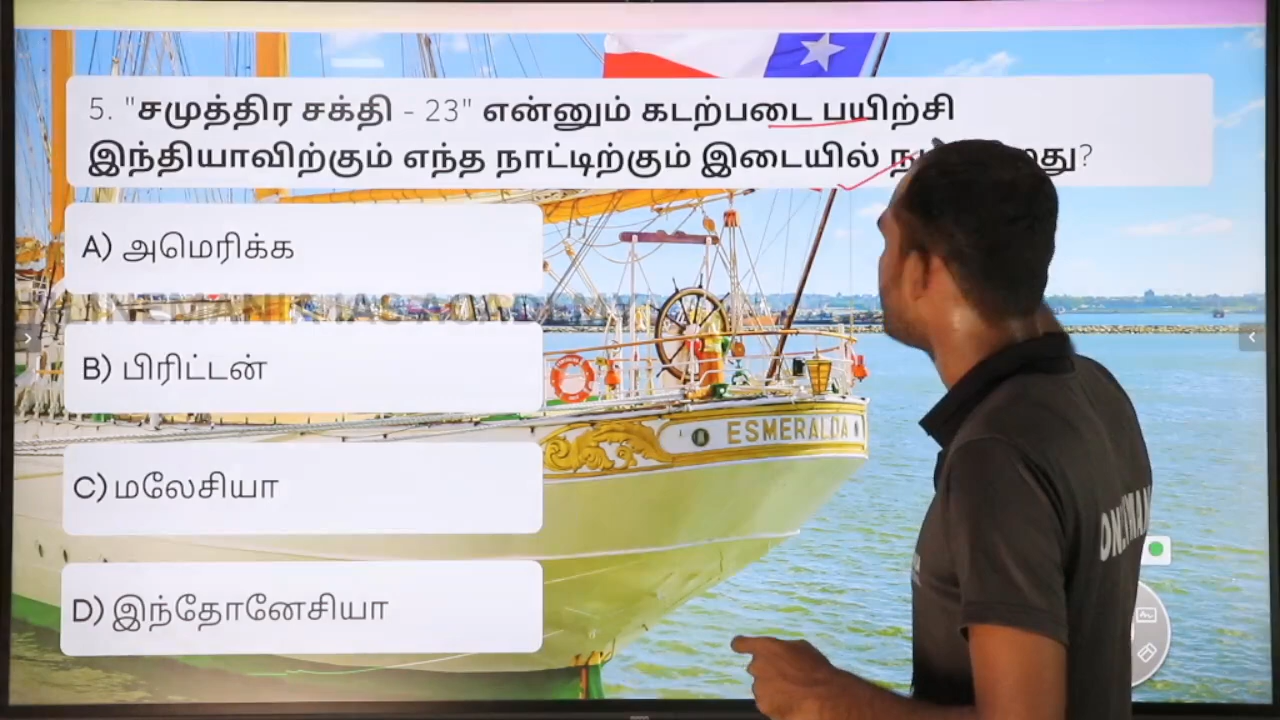 5. "சமுத்திர சக்தி - 23" என்னும் கடற்படை பயிற்சி
இந்தியாவிற்கும் எந்த நாட்டிற்கும் இடையில்
A) அமெரிக்க
B) பிரிட்டன்
C) மலேசியா
D) இந்தோனேசியா
ESMERALDA